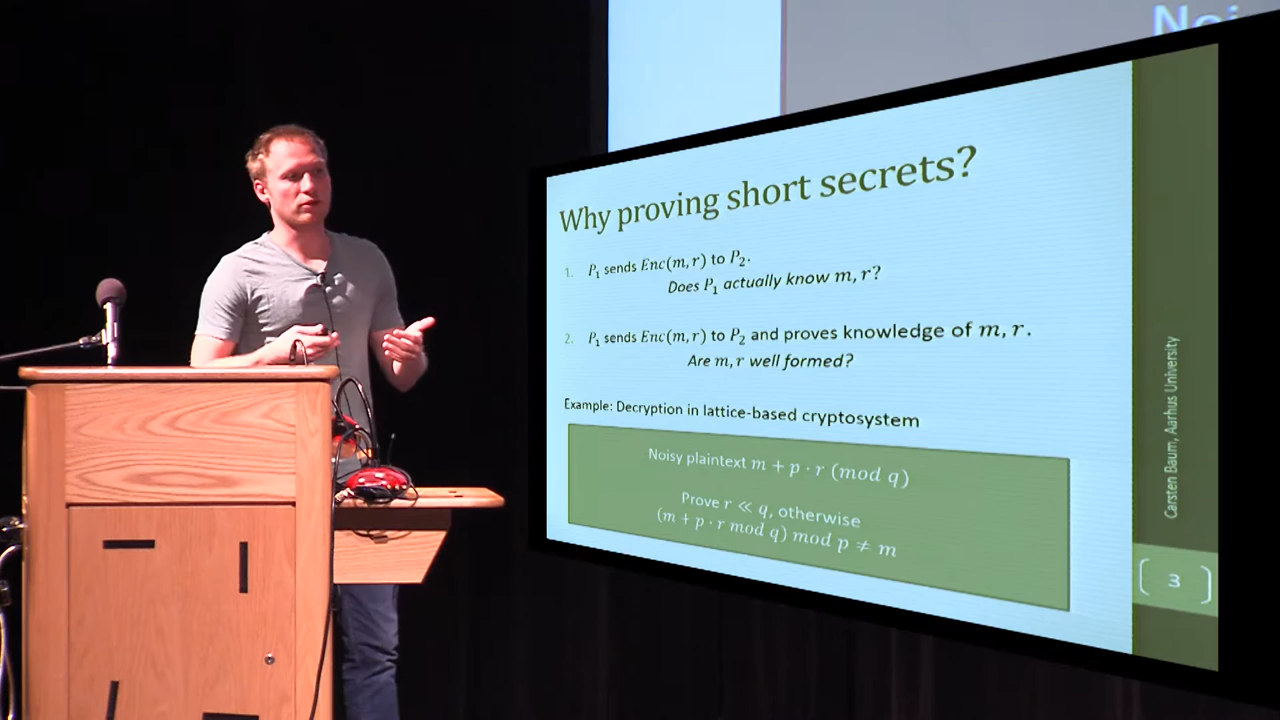 Why proving short secrets?
1. P₁ sends Enc(m, r) to P₂.
Does P₁ actually know m, r?
2. P₁ sends Enc(m, r) to P₂ and proves knowledge of m, r.
Are m, r well formed?
Example: Decryption in lattice-based cryptosystem
Noisy plaintext m + p · r (mod q)
Prove r ≪ q, otherwise
(m + p · r mod q) mod p ≠ m
Carsten Baum, Aarhus University
3